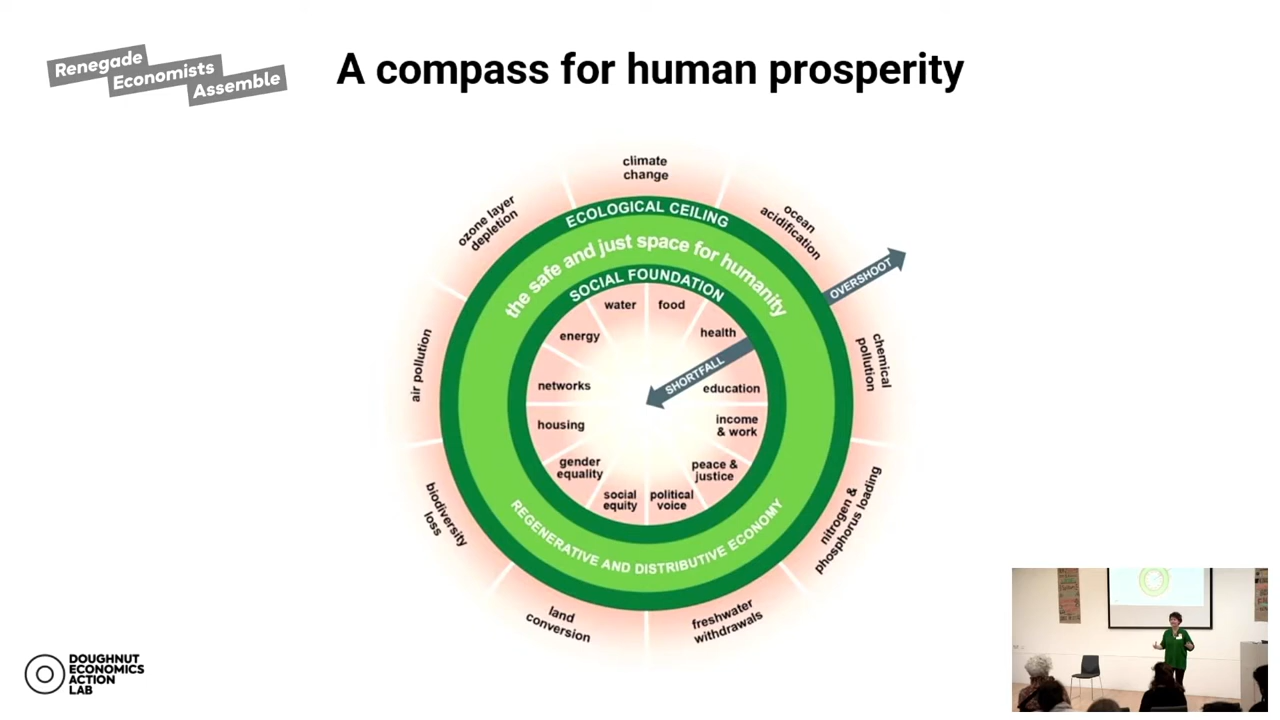 Renegade
Economists
Assemble
A compass for human prosperity
climate
change
ocean
acidification
chemical
pollution
nitrogen &
phosphorus loading
freshwater
withdrawals
land
conversion
biodiversity
loss
air pollution
ozone layer
depletion
OVERSHOOT
ECOLOGICAL CEILING
the safe and just space for humanity
SOCIAL FOUNDATION
water
food
health
SHORTFALL
education
income
& work
peace &
justice
political
voice
social
equity
gender
equality
housing
networks
energy
REGENERATIVE AND DISTRIBUTIVE ECONOMY
DOUGHNUT
ECONOMICS
ACTION
LAB